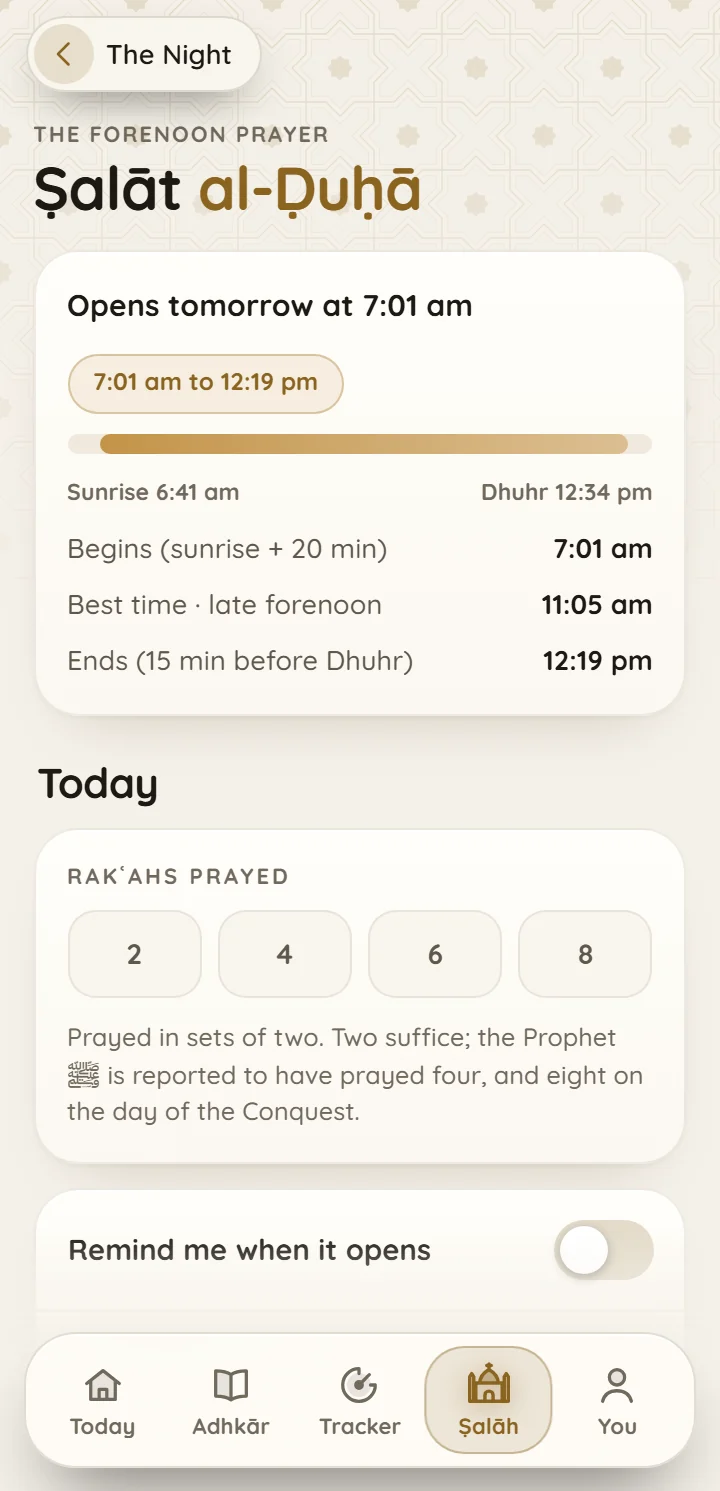 The Night
THE FORENOON PRAYER
Ṣalāt al-Ḍuḥā
Opens tomorrow at 7:01 am
7:01 am to 12:19 pm
Sunrise 6:41 am
Dhuhr 12:34 pm
Begins (sunrise + 20 min)
7:01 am
Best time · late forenoon
11:05 am
Ends (15 min before Dhuhr)
12:19 pm
Today
RAKʿAHS PRAYED
2
4
6
8
Prayed in sets of two. Two suffice; the Prophet
ﷺ is reported to have prayed four, and eight on
the day of the Conquest.
Remind me when it opens
Today
Adhkār
Tracker
Ṣalāh
You